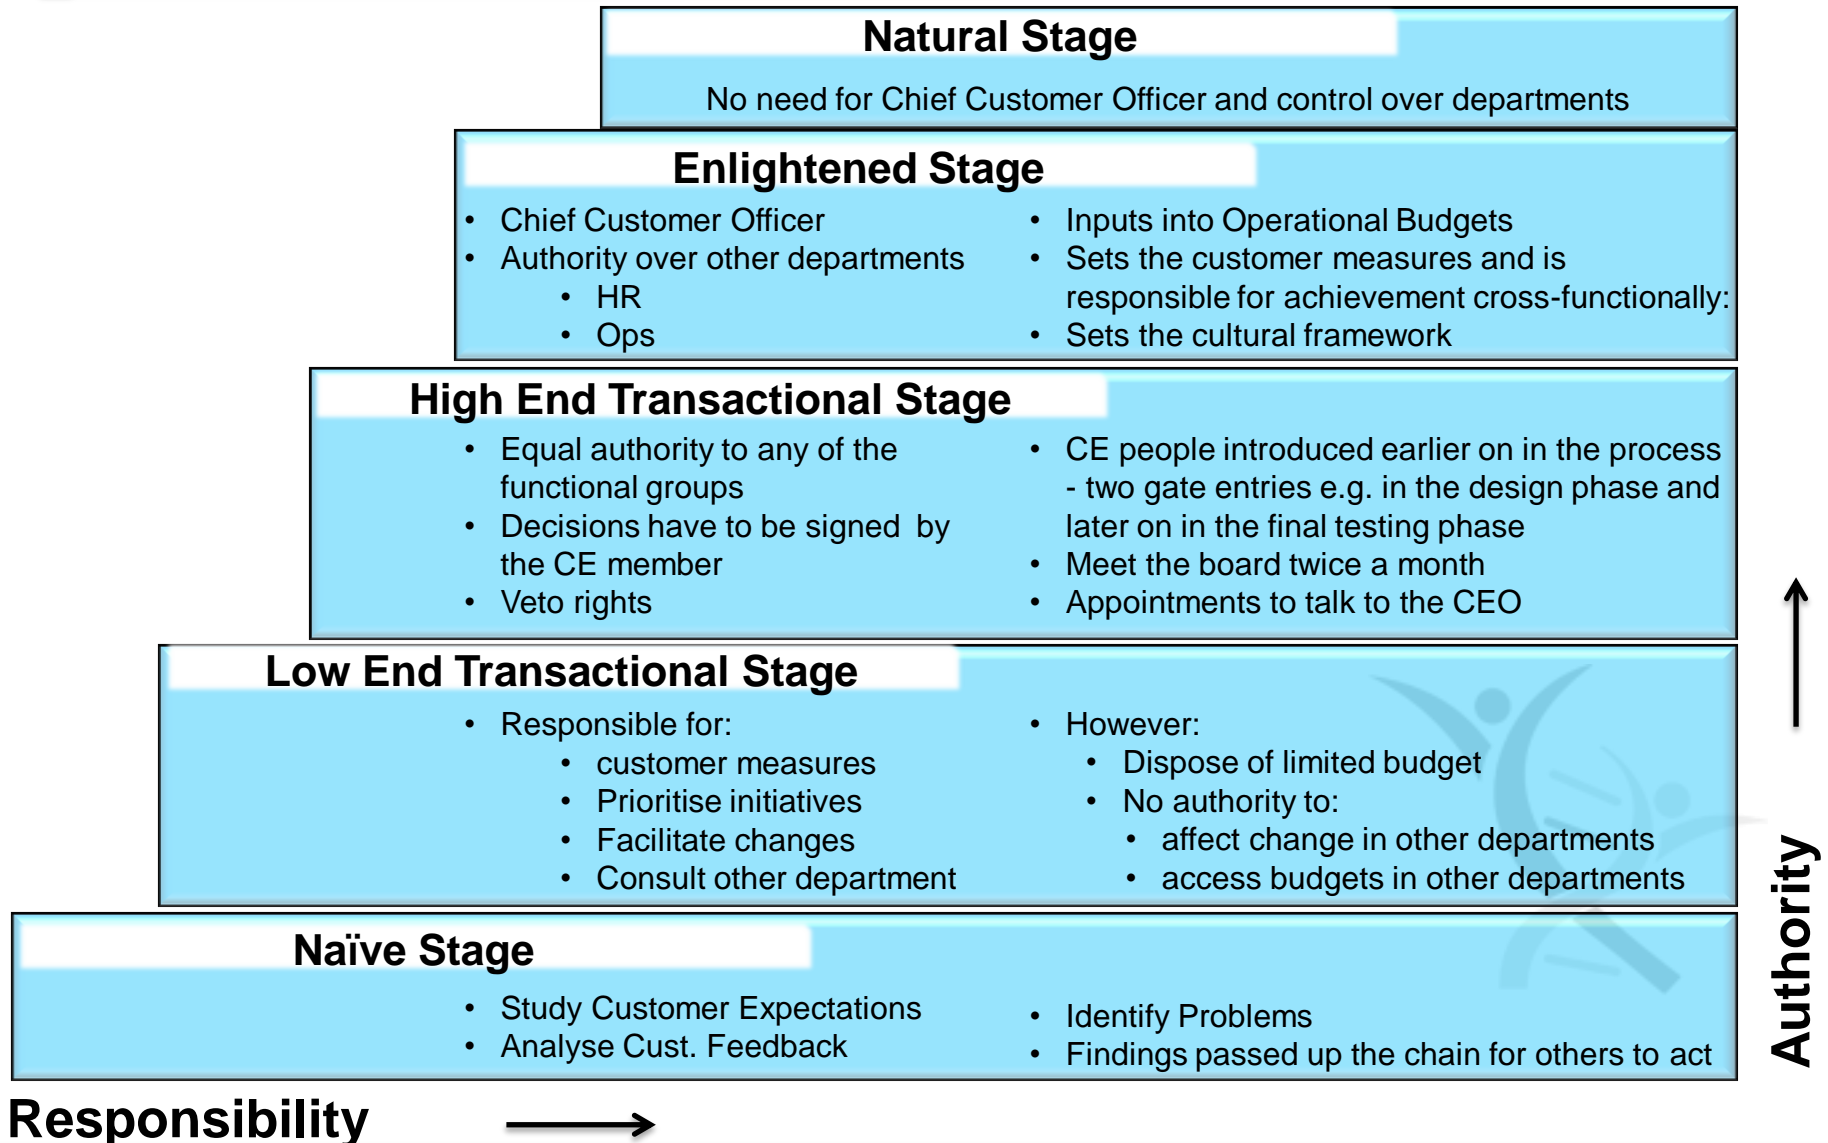 Natural Stage
No need for Chief Customer Officer and control over departments
Enlightened Stage
• Chief Customer Officer
• Authority over other departments
• HR
• Ops
• Inputs into Operational Budgets
• Sets the customer measures and is
responsible for achievement cross-functionally:
• Sets the cultural framework
High End Transactional Stage
• Equal authority to any of the
functional groups
• Decisions have to be signed by
the CE member
• Veto rights
• CE people introduced earlier on in the process
- two gate entries e.g. in the design phase and
later on in the final testing phase
• Meet the board twice a month
• Appointments to talk to the CEO
Low End Transactional Stage
• Responsible for:
• customer measures
• Prioritise initiatives
• Facilitate changes
• Consult other department
• However:
• Dispose of limited budget
• No authority to:
• affect change in other departments
• access budgets in other departments
Naïve Stage
• Study Customer Expectations
• Analyse Cust. Feedback
• Identify Problems
• Findings passed up the chain for others to act
Authority
Responsibility